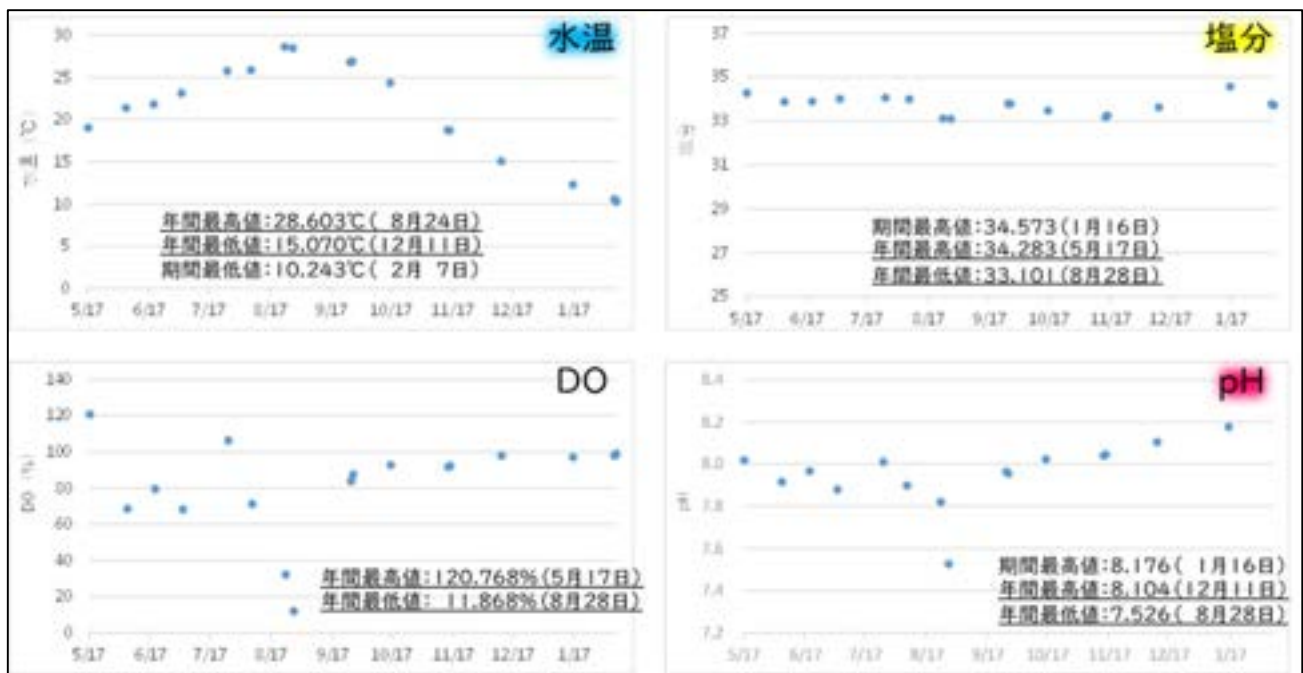 水温
30
25
20
15
10
5
0
水温 (℃)
年間最高値:28.603℃( 8月24日)
年間最低値:15.070℃(12月11日)
期間最低値:10.243℃( 2月 7日)
5/17 6/17 7/17 8/17 9/17 10/17 11/17 12/17 1/17
塩分
37
35
33
31
29
27
25
塩分
期間最高値:34.573(1月16日)
年間最高値:34.283(5月17日)
年間最低値:33.101(8月28日)
5/17 6/17 7/17 8/17 9/17 10/17 11/17 12/17 1/17
DO
140
120
100
80
60
40
20
0
DO (%)
年間最高値:120.768%(5月17日)
年間最低値: 11.868%(8月28日)
5/17 6/17 7/17 8/17 9/17 10/17 11/17 12/17 1/17
pH
8.4
8.2
8.0
7.8
7.6
7.4
7.2
pH
期間最高値:8.176( 1月16日)
年間最高値:8.104(12月11日)
年間最低値:7.526( 8月28日)
5/17 6/17 7/17 8/17 9/17 10/17 11/17 12/17 1/17